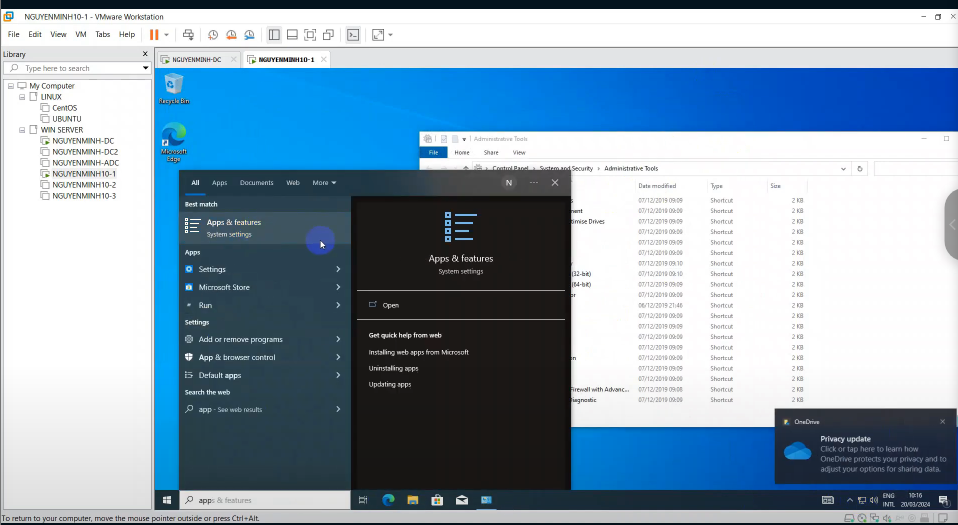 NGUYENMINH10-1 - VMware Workstation
File Edit View VM Tabs Help
Library
Type here to search
My Computer
LINUX
CentOS
UBUNTU
WIN SERVER
NGUYENMINH-DC
NGUYENMINH-DC2
NGUYENMINH-ADC
NGUYENMINH10-1
NGUYENMINH10-2
NGUYENMINH10-3
NGUYENMINH-DC NGUYENMINH10-1
Recycle Bin
Microsoft
Edge
Administrative Tools
File Home Share View
Control Panel System and Security Administrative Tools
Date modified Type Size
s 07/12/2019 09:09 Shortcut 2 KB
ment 07/12/2019 09:09 Shortcut 2 KB
timise Drives 07/12/2019 09:09 Shortcut 2 KB
07/12/2019 09:09 Shortcut 2 KB
07/12/2019 09:09 Shortcut 2 KB
07/12/2019 09:09 Shortcut 2 KB
07/12/2019 09:10 Shortcut 2 KB
(32-bit) 07/12/2019 09:10 Shortcut 2 KB
(64-bit) 07/12/2019 09:09 Shortcut 2 KB
or 07/12/2019 09:09 Shortcut 2 KB
06/12/2019 21:46 Shortcut 2 KB
07/12/2019 09:09 Shortcut 2 KB
07/12/2019 09:09 Shortcut 2 KB
07/12/2019 09:09 Shortcut 2 KB
07/12/2019 09:09 Shortcut 2 KB
on 07/12/2019 09:09 Shortcut 2 KB
07/12/2019 09:09 Shortcut 2 KB
07/12/2019 09:09 Shortcut 2 KB
Firewall with Advanc... 07/12/2019 09:09 Shortcut 2 KB
iagnostic 07/12/2019 09:09 Shortcut 2 KB
All Apps Documents Web More N
Best match
Apps & features
System settings
Apps
Settings
Microsoft Store
Run
Settings
Add or remove programs
App & browser control
Default apps
Search the web
app - See web results
Apps & features
System settings
Open
Get quick help from web
Installing web apps from Microsoft
Uninstalling apps
Updating apps
OneDrive
Privacy update
Click or tap here to learn how
OneDrive protects your privacy and to
adjust your options for sharing data.
apps & features
ENG
INTL
10:16
20/03/2024
To return to your computer, move the mouse pointer outside or press Ctrl+Alt.